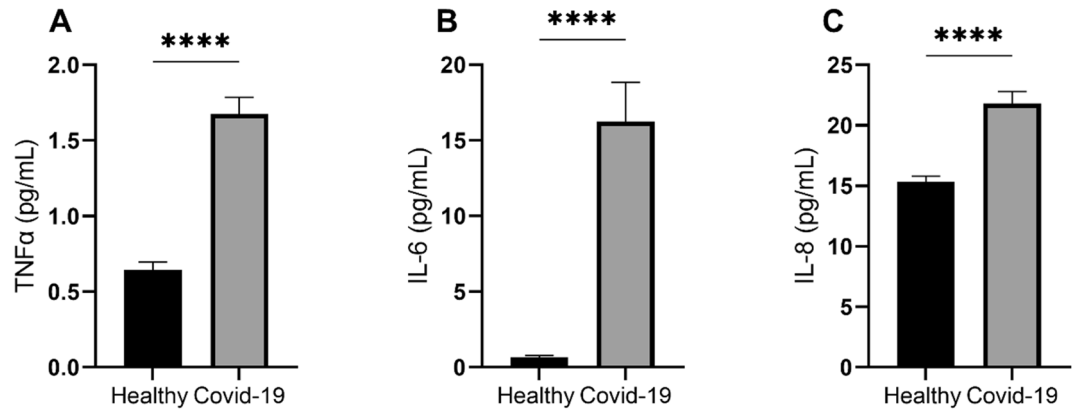 A
****
2.0
1.5
1.0
0.5
0.0
TNFα (pg/mL)
Healthy Covid-19
B
****
20
15
10
5
0
IL-6 (pg/mL)
Healthy Covid-19
C
****
25
20
15
10
5
0
IL-8 (pg/mL)
Healthy Covid-19